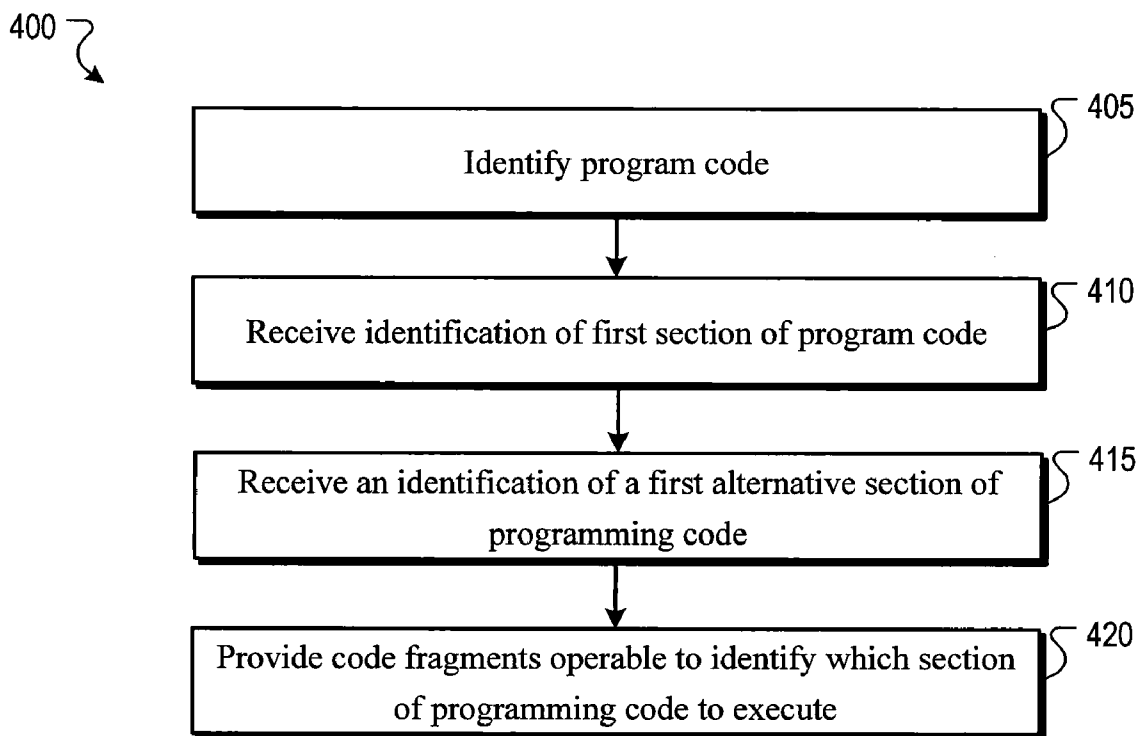 400
405
Identify program code
410
Receive identification of first section of program code
415
Receive an identification of a first alternative section of
programming code
420
Provide code fragments operable to identify which section
of programming code to execute